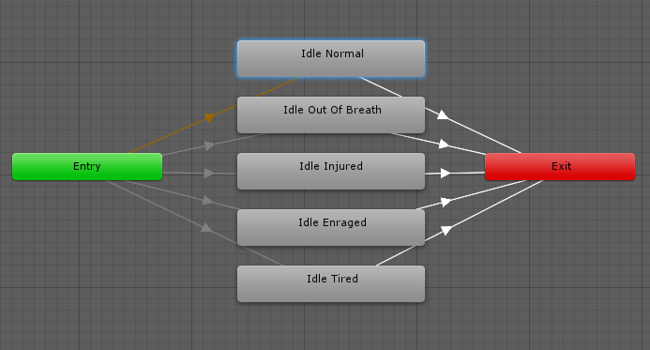 Idle Normal
Idle Out Of Breath
Entry
Idle Injured
Exit
Idle Enraged
Idle Tired